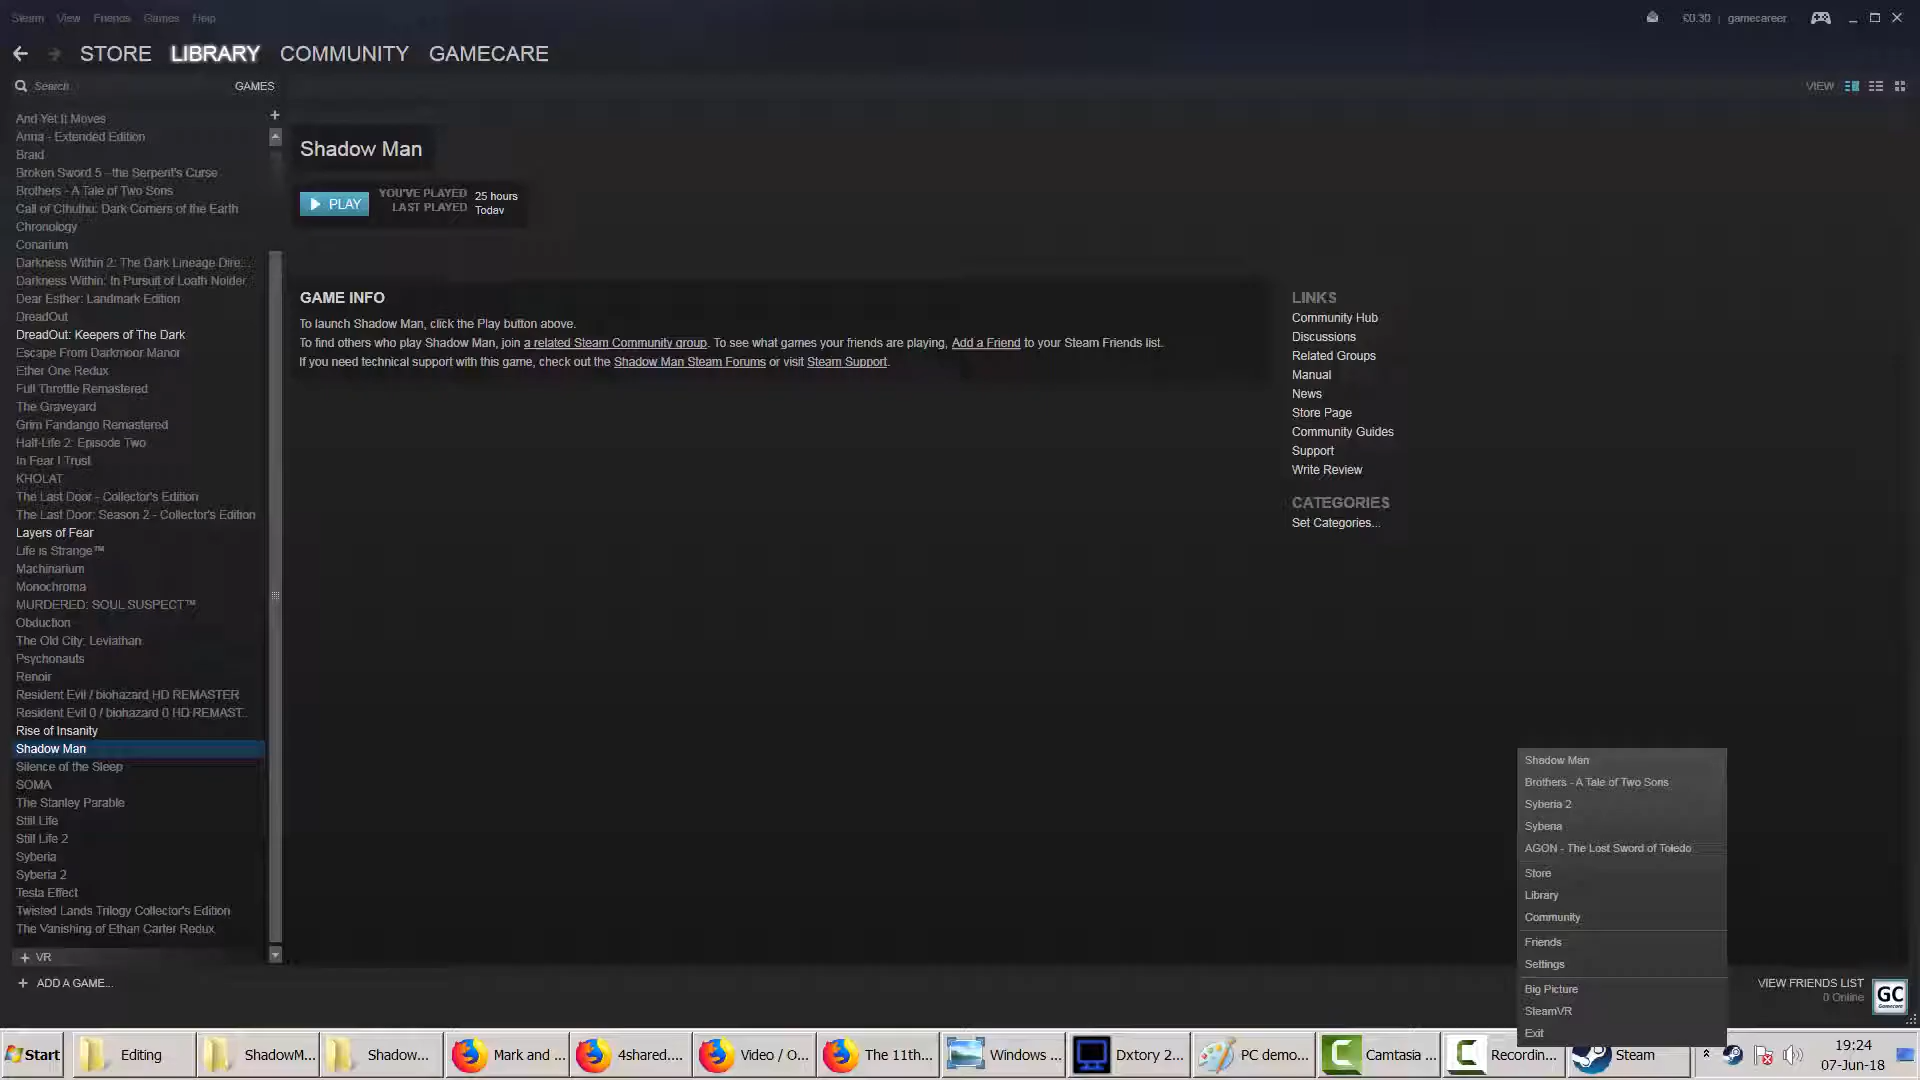 Steam View Friends Games Help
€0.30 | gamecareer
STORE LIBRARY COMMUNITY GAMECARE
Search GAMES
VIEW
And Yet It Moves
Anna - Extended Edition
Braid
Broken Sword 5 - the Serpent's Curse
Brothers - A Tale of Two Sons
Call of Cthulhu: Dark Corners of the Earth
Chronology
Conarium
Darkness Within 2: The Dark Lineage Dire...
Darkness Within: In Pursuit of Loath Nolder
Dear Esther: Landmark Edition
DreadOut
DreadOut: Keepers of The Dark
Escape From Darkmoor Manor
Ether One Redux
Full Throttle Remastered
The Graveyard
Grim Fandango Remastered
Half-Life 2: Episode Two
In Fear I Trust
KHOLAT
The Last Door - Collector's Edition
The Last Door: Season 2 - Collector's Edition
Layers of Fear
Life is Strange™
Machinarium
Monochroma
MURDERED: SOUL SUSPECT™
Obduction
The Old City: Leviathan
Psychonauts
Renoir
Resident Evil / biohazard HD REMASTER
Resident Evil 0 / biohazard 0 HD REMAST...
Rise of Insanity
Shadow Man
Silence of the Sleep
SOMA
The Stanley Parable
Still Life
Still Life 2
Syberia
Syberia 2
Tesla Effect
Twisted Lands Trilogy Collector's Edition
The Vanishing of Ethan Carter Redux
+ VR
+ ADD A GAME...
Shadow Man
PLAY
YOU'VE PLAYED 25 hours
LAST PLAYED Today
GAME INFO
To launch Shadow Man, click the Play button above.
To find others who play Shadow Man, join a related Steam Community group. To see what games your friends are playing, Add a Friend to your Steam Friends list.
If you need technical support with this game, check out the Shadow Man Steam Forums or visit Steam Support.
LINKS
Community Hub
Discussions
Related Groups
Manual
News
Store Page
Community Guides
Support
Write Review
CATEGORIES
Set Categories...
Shadow Man
Brothers - A Tale of Two Sons
Syberia 2
Syberia
AGON - The Lost Sword of Toledo
Store
Library
Community
Friends
Settings
Big Picture
SteamVR
Exit
VIEW FRIENDS LIST
0 Online
GC
Gamecare
Start Editing ShadowM... Shadow... Mark and ... 4shared.... Video / O... The 11th... Windows ... Dxtory 2... PC demo... Camtasia ... Recordin... Steam
19:24
07-Jun-18